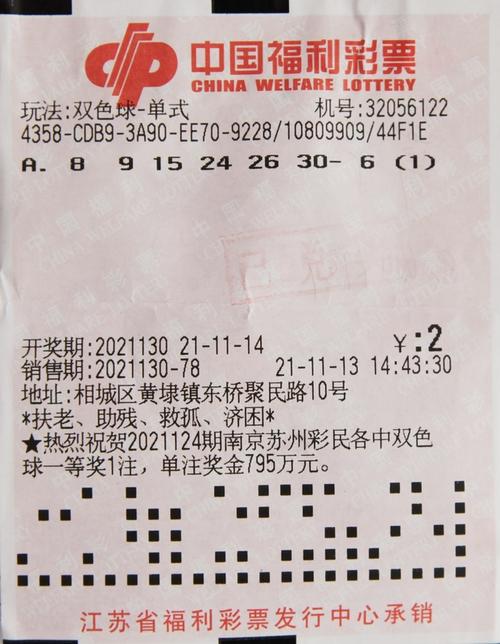 中国福利彩票
CHINA WELFARE LOTTERY
玩法:双色球-单式 机号:32056122
4358-CDB9-3A90-EE70-9228/10809909/44F1E
A. 8 9 15 24 26 30- 6 (1)
开奖期:2021130 21-11-14 ¥:2
销售期:2021130-78 21-11-13 14:43:30
地址:相城区黄埭镇东桥聚民路10号
*扶老、助残、救孤、济困*
★热烈祝贺2021124期南京苏州彩民各中双色
球一等奖1注，单注奖金795万元。
江苏省福利彩票发行中心承销